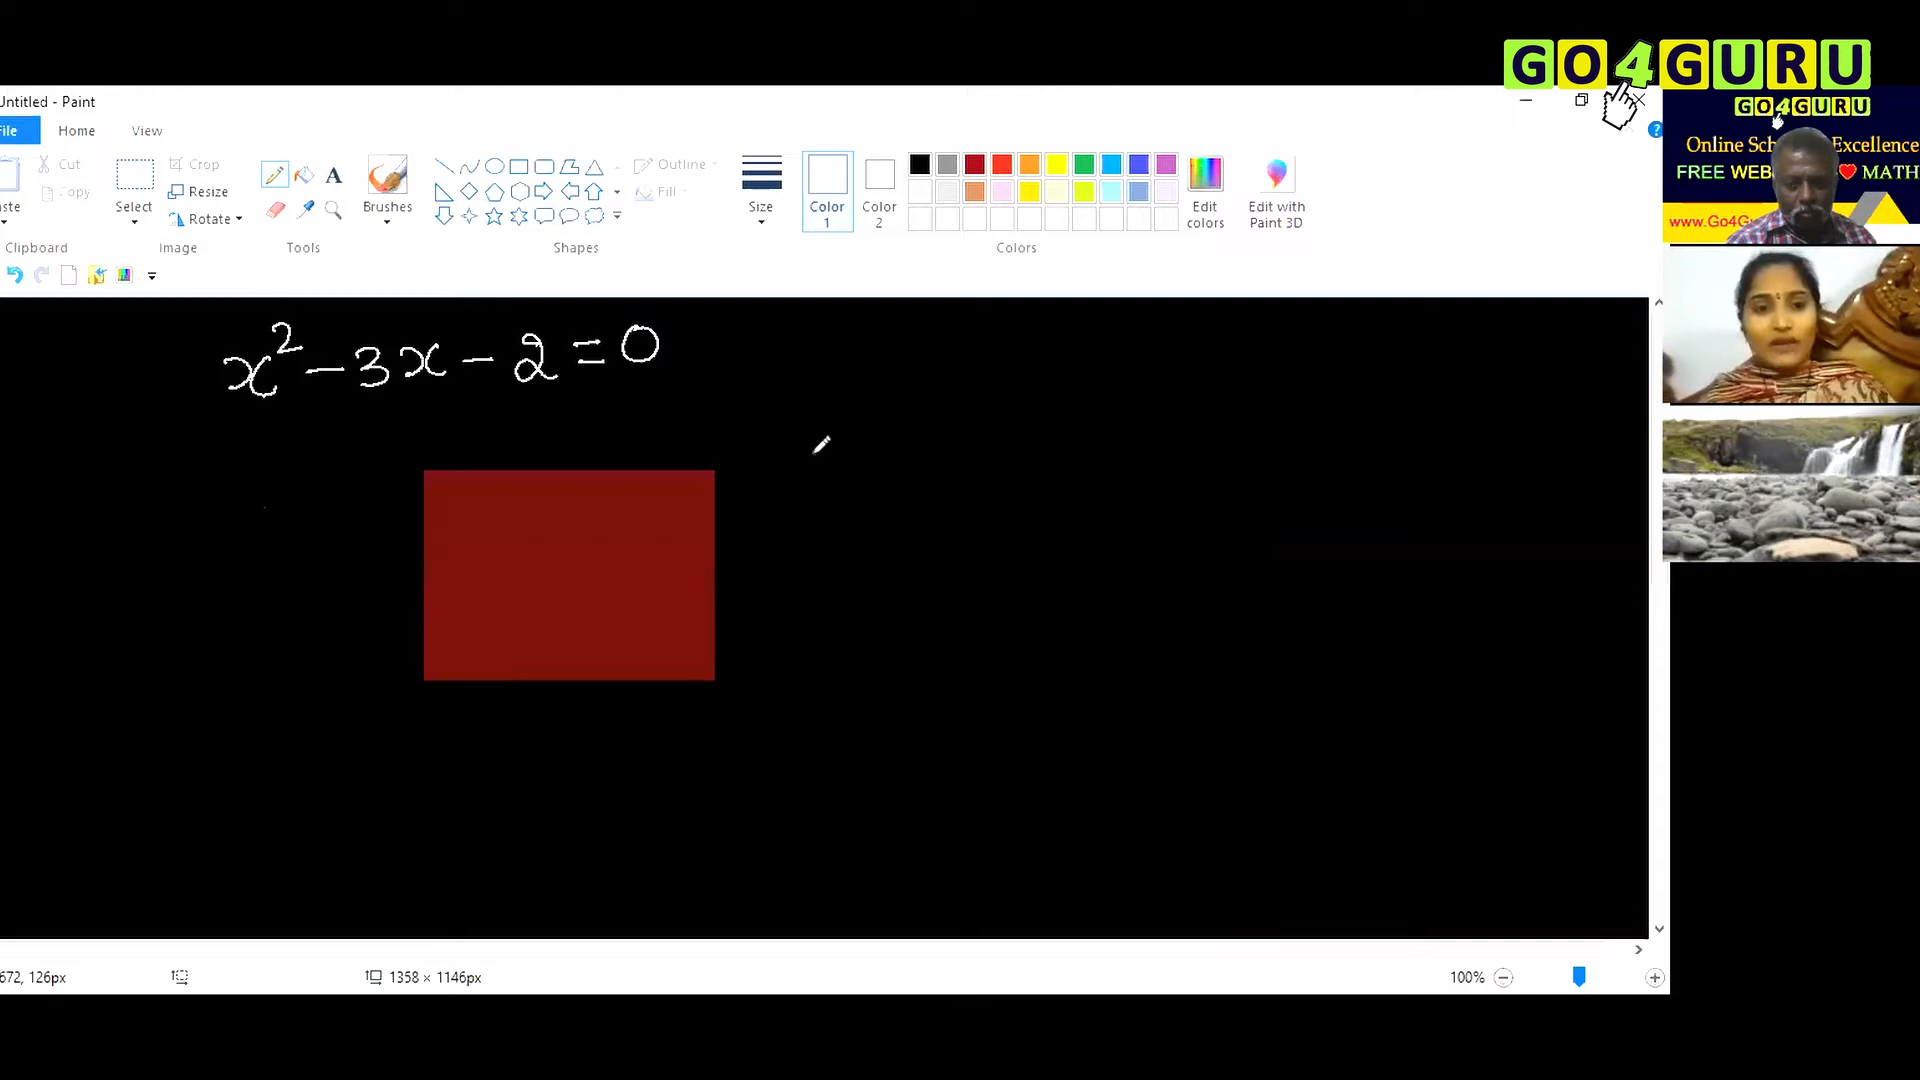 GO4GURU
Untitled - Paint
GO4GURU
File
Home
View
Online Sch
Excellence
FREE WEB
MATH
www.Go4G
Cut
Copy
Select
Crop
Resize
Rotate
A
Brushes
Outline
Fill
Size
Color
1
Color
2
Edit
colors
Edit with
Paint 3D
Clipboard
Image
Tools
Shapes
Colors
x² - 3x - 2 = 0
672, 126px
1358 × 1146px
100%